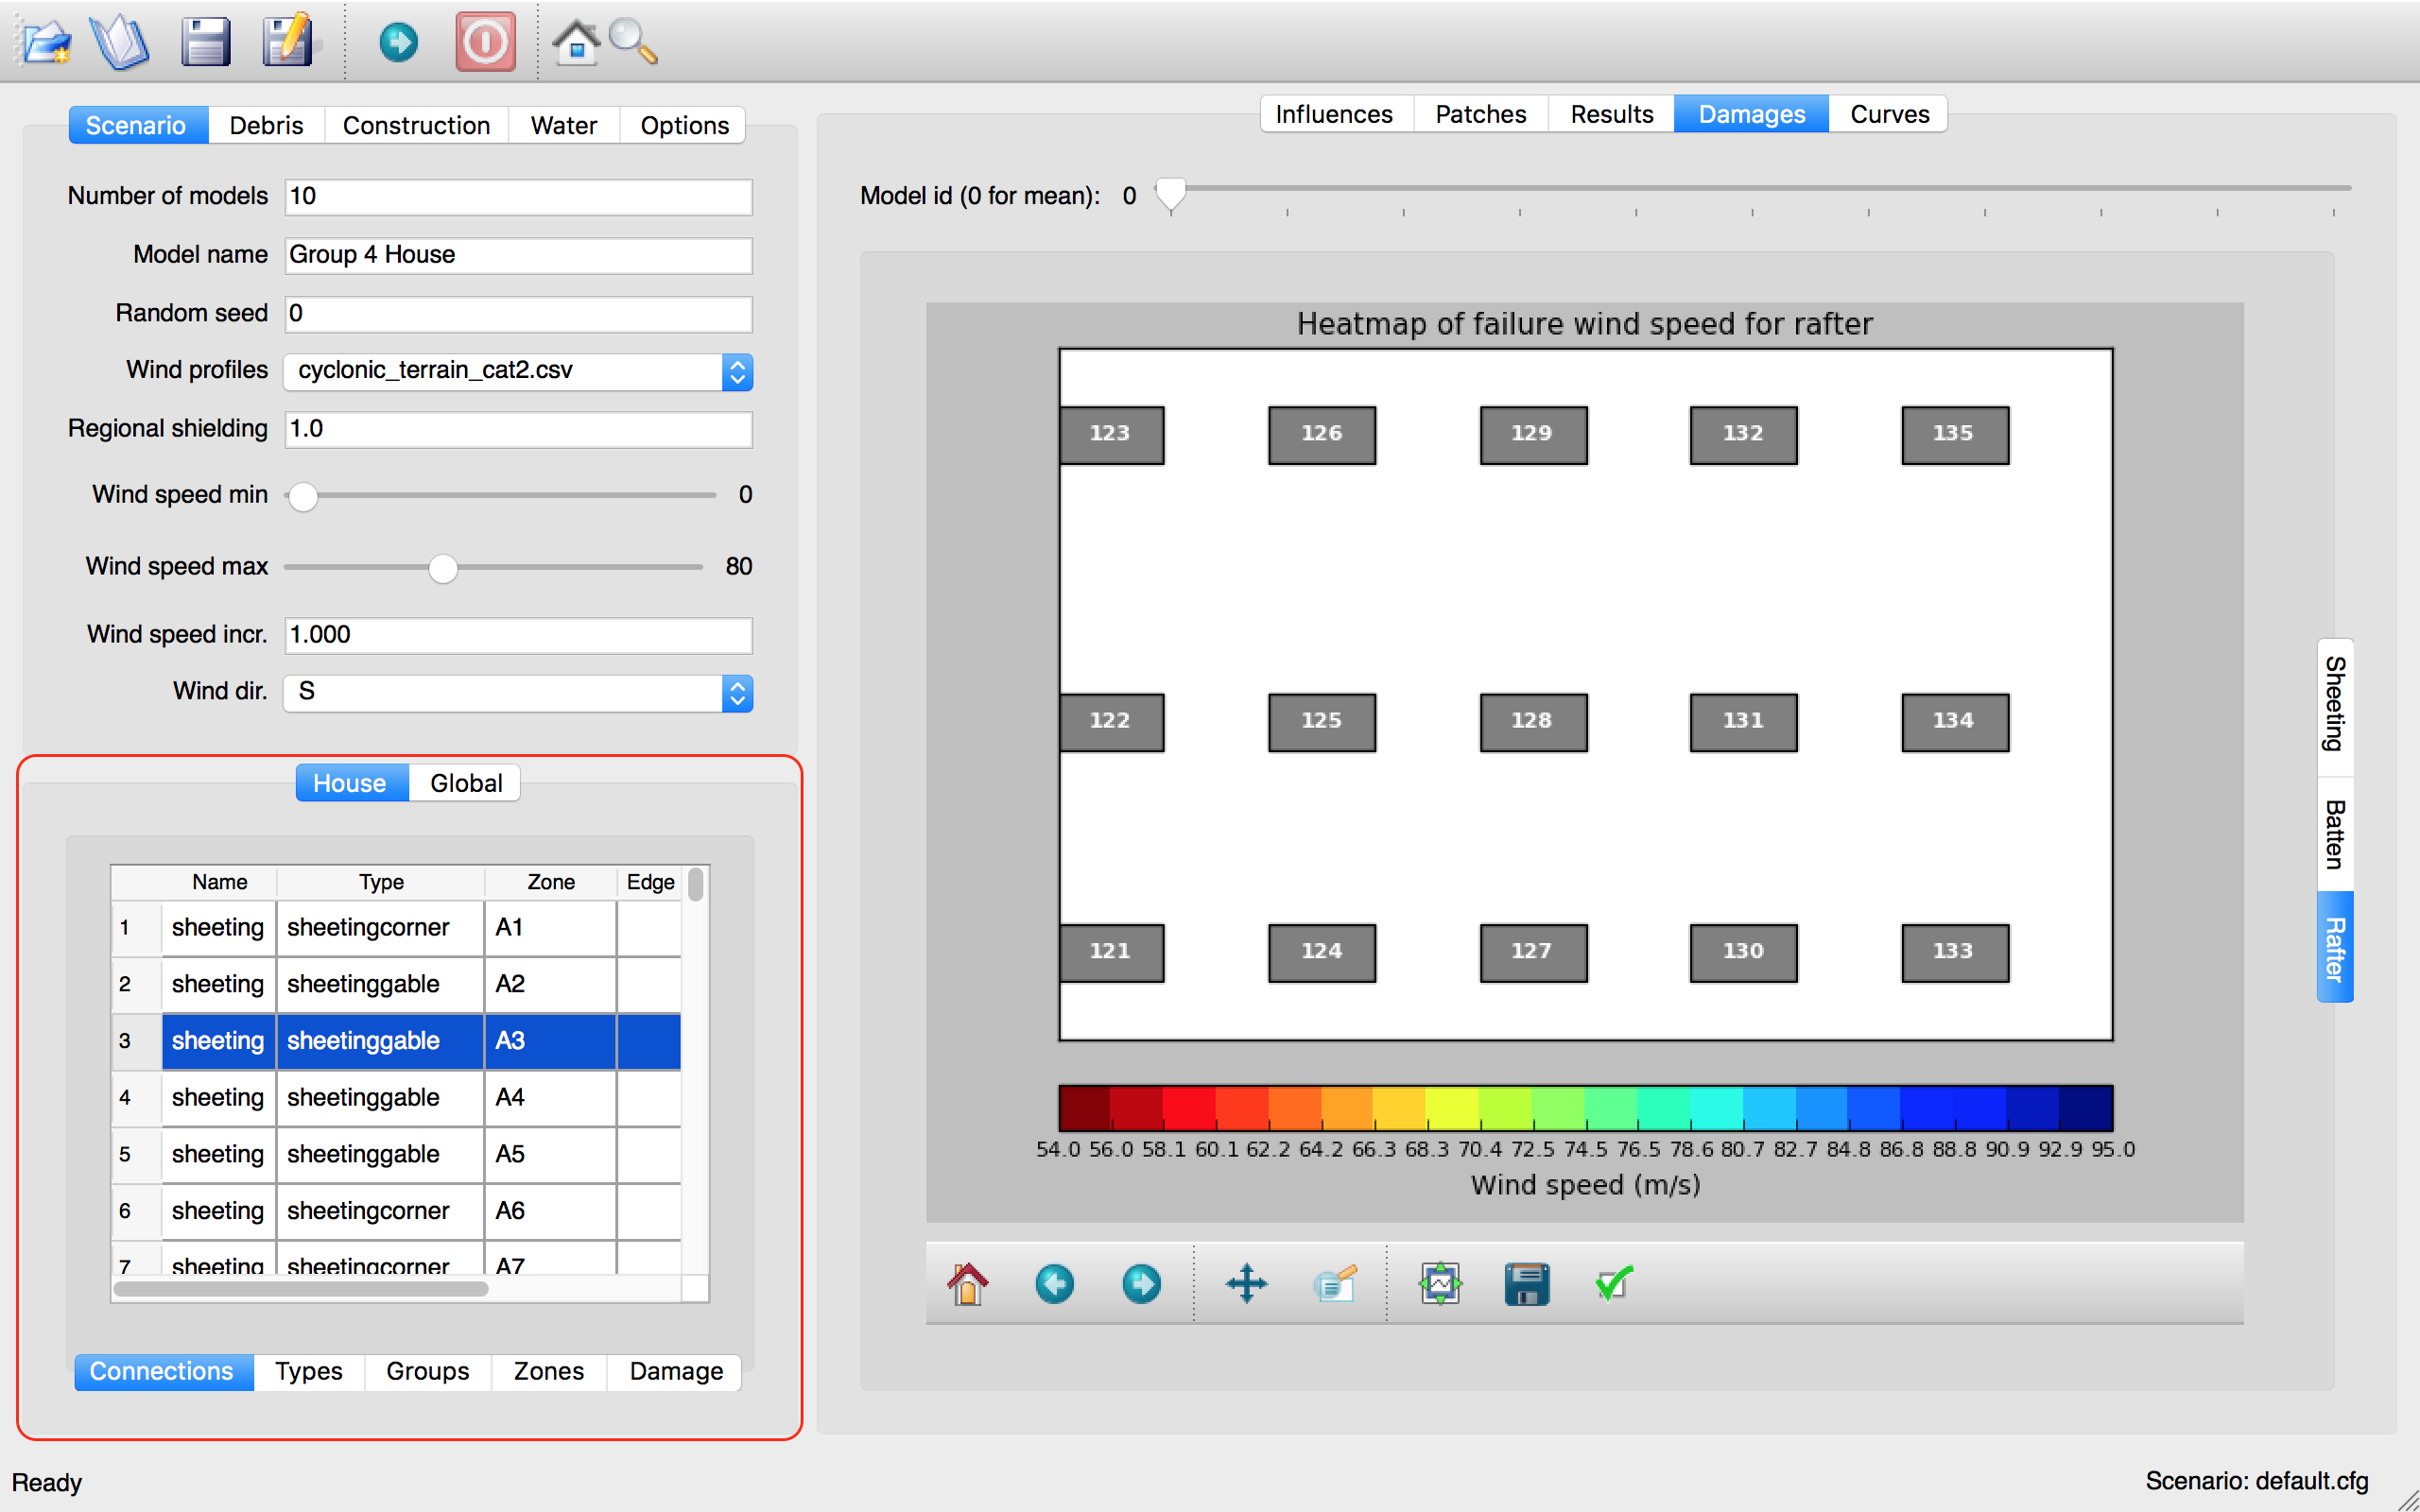 Scenario Debris Construction Water Options
Number of models 10
Model name Group 4 House
Random seed 0
Wind profiles cyclonic_terrain_cat2.csv
Regional shielding 1.0
Wind speed min 0
Wind speed max 80
Wind speed incr. 1.000
Wind dir. S
House Global
Name Type Zone Edge
1 sheeting sheetingcorner A1
2 sheeting sheetinggable A2
3 sheeting sheetinggable A3
4 sheeting sheetinggable A4
5 sheeting sheetinggable A5
6 sheeting sheetingcorner A6
7 sheeting sheetingcorner A7
Connections Types Groups Zones Damage
Influences Patches Results Damages Curves
Model id (0 for mean): 0
Heatmap of failure wind speed for rafter
123 126 129 132 135
122 125 128 131 134
121 124 127 130 133
54.0 56.0 58.1 60.1 62.2 64.2 66.3 68.3 70.4 72.5 74.5 76.5 78.6 80.7 82.7 84.8 86.8 88.8 90.9 92.9 95.0
Wind speed (m/s)
Sheeting
Batten
Rafter
Ready
Scenario: default.cfg